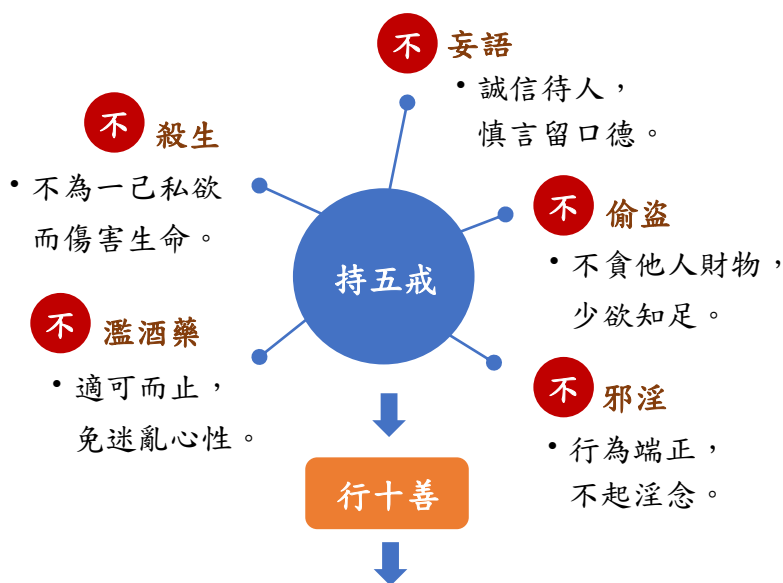 不 妄語
• 誠信待人，
慎言留口德。
不 殺生
• 不為一己私欲
而傷害生命。
不 偷盜
• 不貪他人財物，
少欲知足。
持五戒
不 濫酒藥
• 適可而止，
免迷亂心性。
不 邪淫
• 行為端正，
不起淫念。
行十善